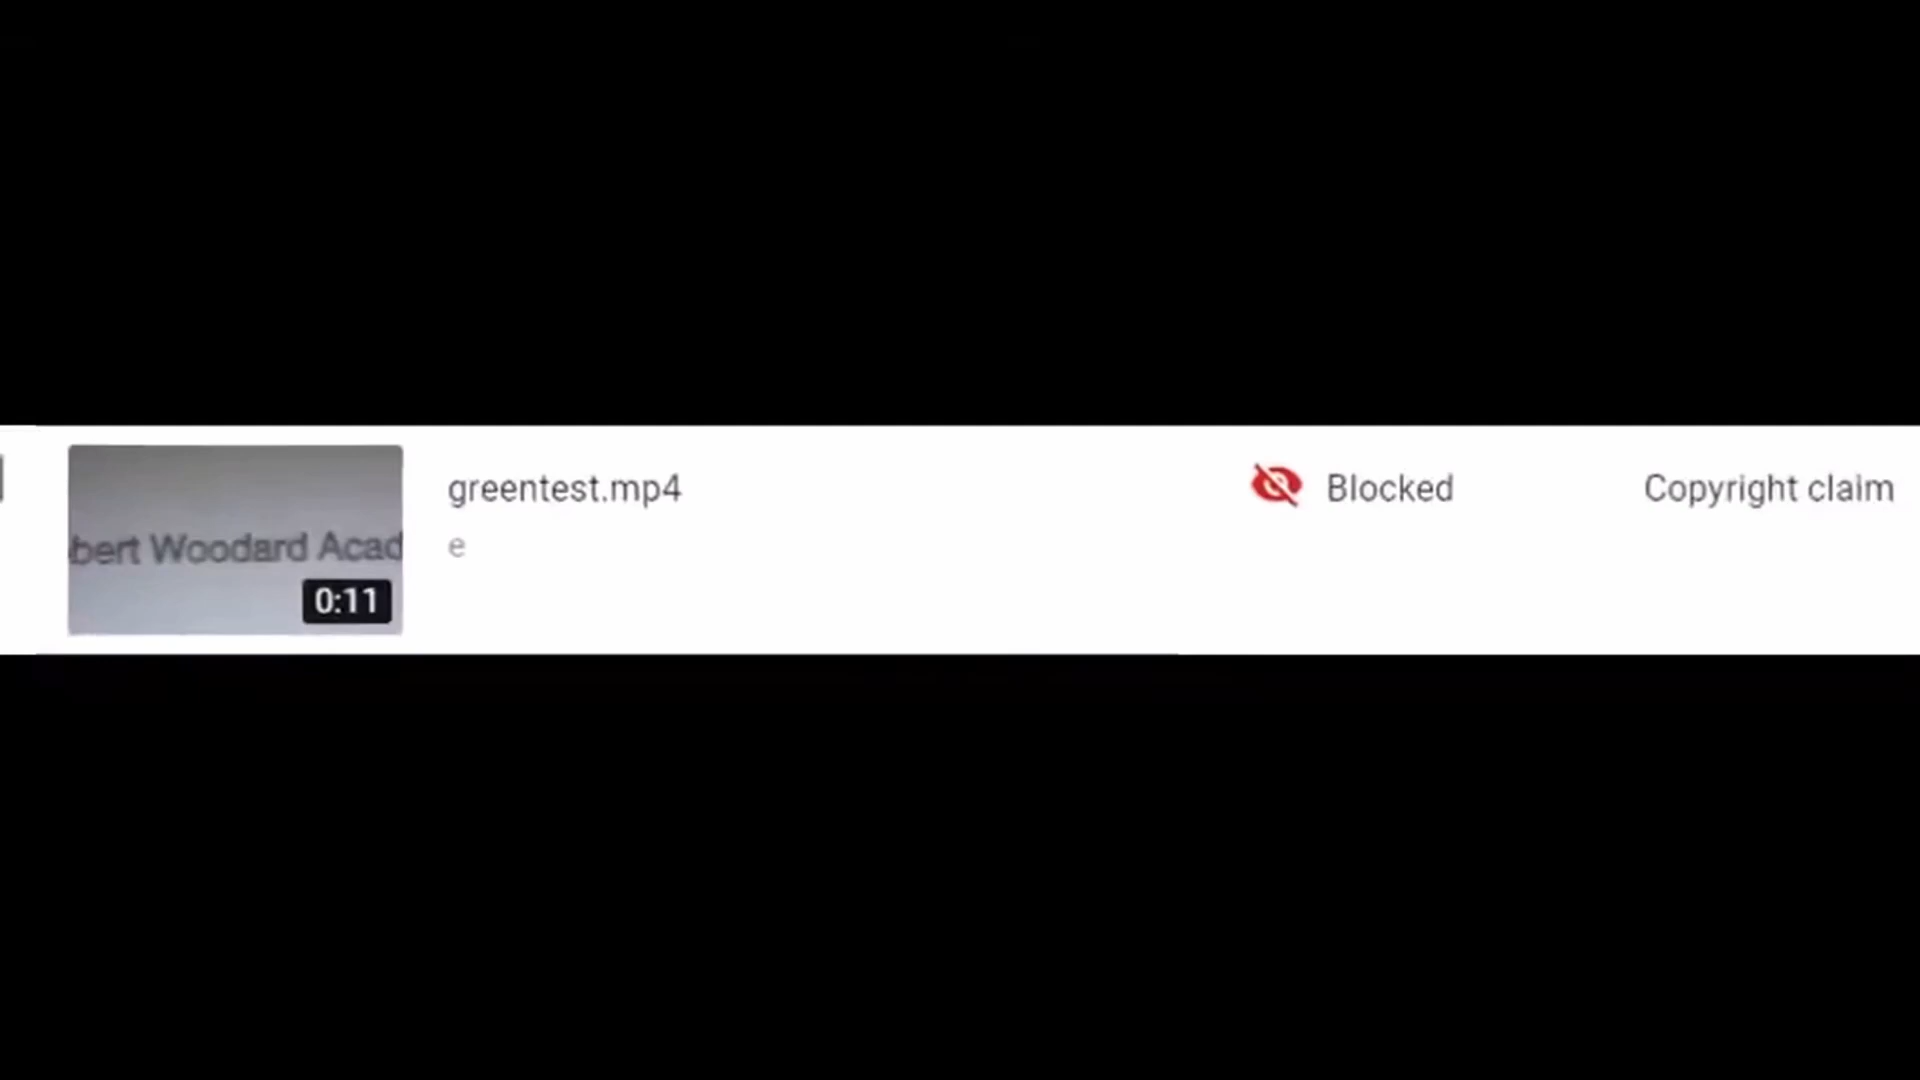 bert Woodard Acad
0:11
greentest.mp4
e
Blocked
Copyright claim